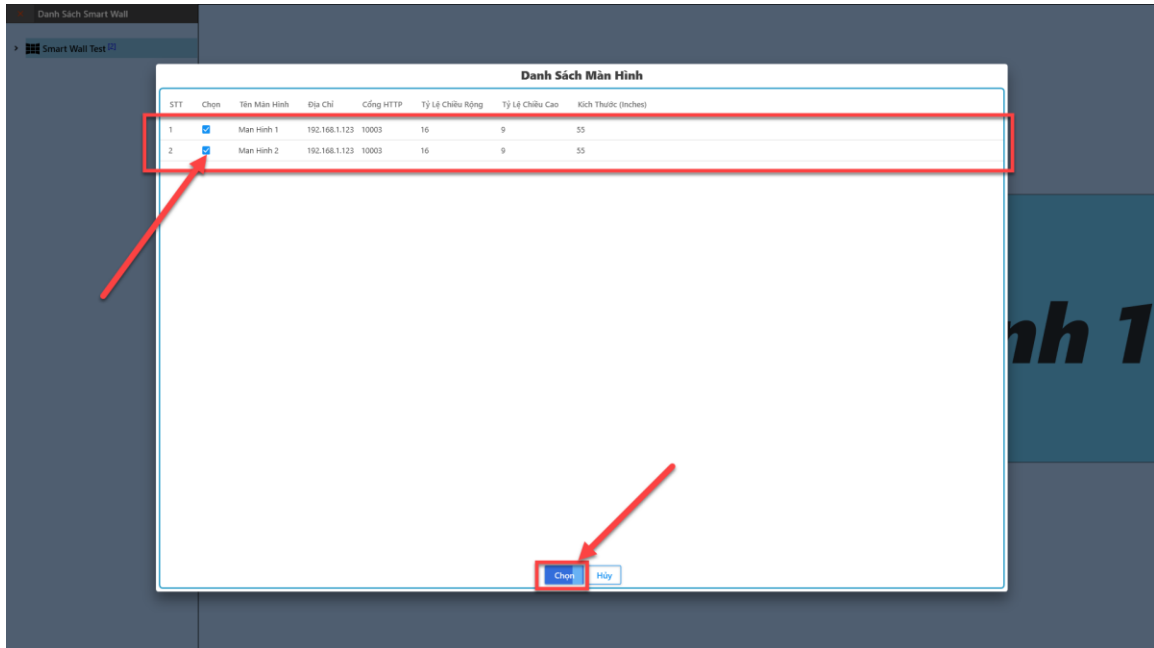 Danh Sách Smart Wall
Smart Wall Test [2]
Danh Sách Màn Hình
STT Chọn Tên Màn Hình Địa Chỉ Cổng HTTP Tỷ Lệ Chiều Rộng Tỷ Lệ Chiều Cao Kích Thước (Inches)
1 Man Hinh 1 192.168.1.123 10003 16 9 55
2 Man Hinh 2 192.168.1.123 10003 16 9 55
nh 1
Chọn Hủy